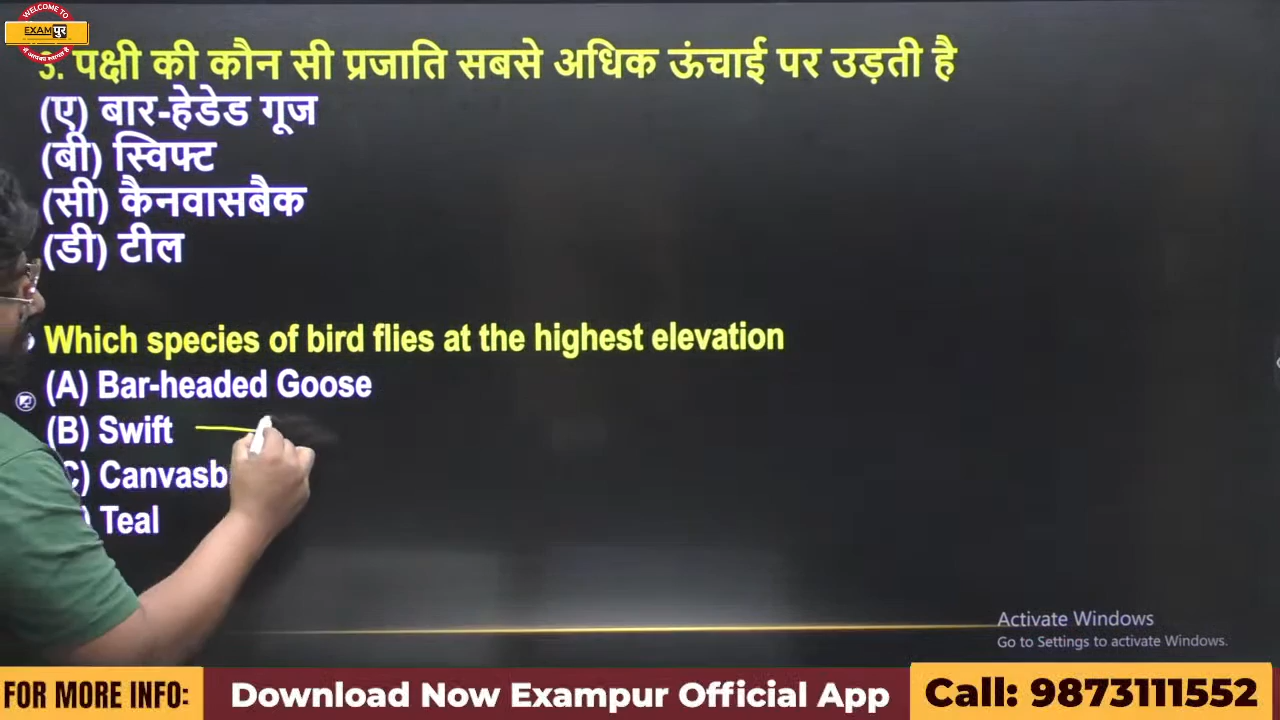 WELCOME TO
EXAMपुर
पक्षी की कौन सी प्रजाति सबसे अधिक ऊंचाई पर उड़ती है
(ए) बार-हेडेड गूज
(बी) स्विफ्ट
(सी) कैनवासबैक
(डी) टील
Which species of bird flies at the highest elevation
(A) Bar-headed Goose
(B) Swift
C) Canvasb
) Teal
Activate Windows
Go to Settings to activate Windows.
FOR MORE INFO: Download Now Exampur Official App Call: 9873111552